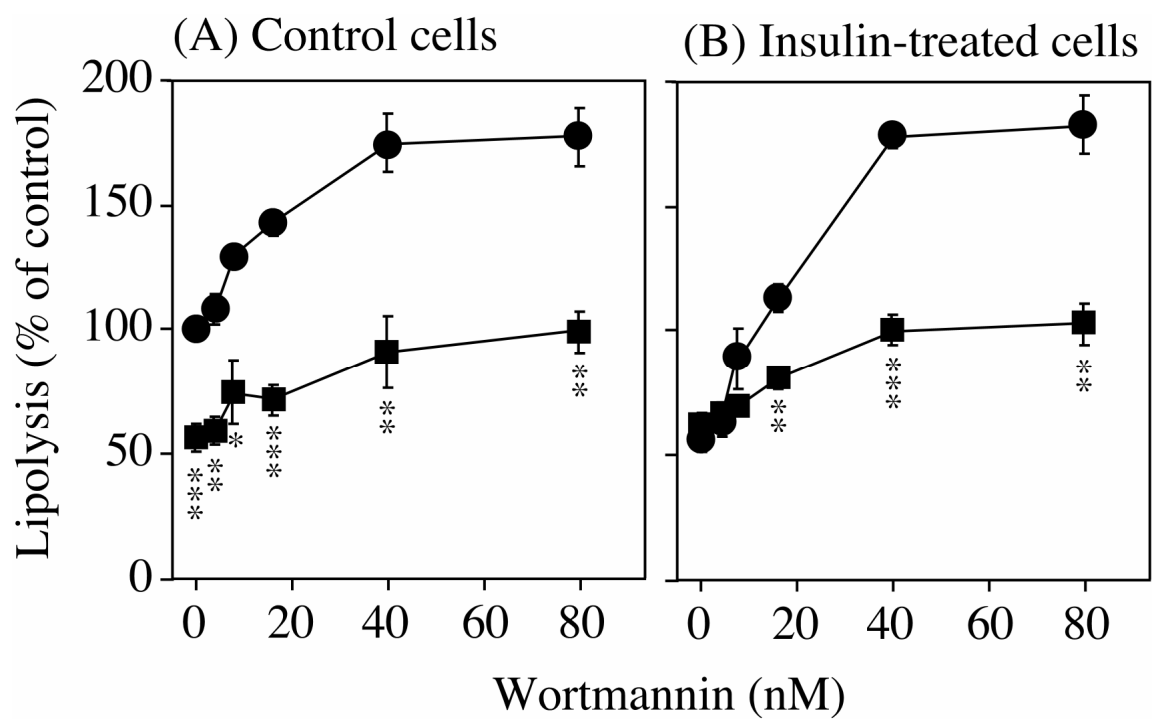 (A) Control cells
(B) Insulin-treated cells
Lipolysis (% of control)
200
150
100
50
0
***
**
*
***
**
**
**
***
**
0 20 40 60 80
0 20 40 60 80
Wortmannin (nM)